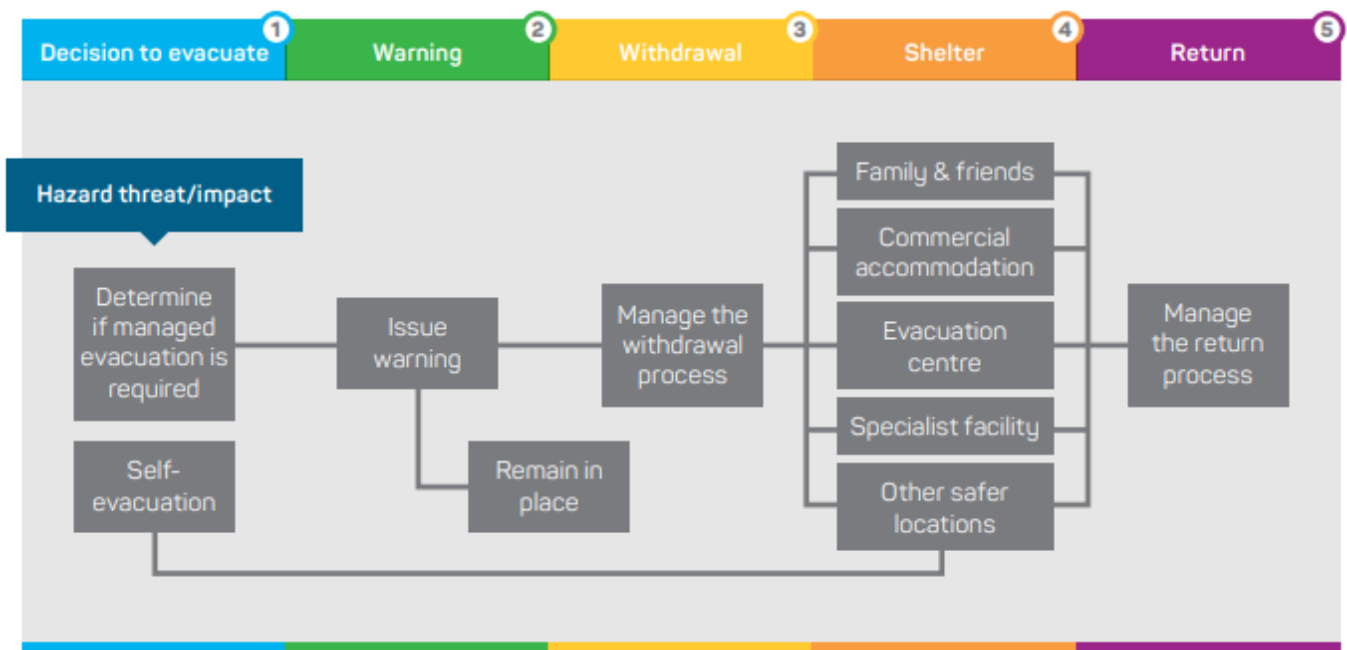 1
2
3
4
5
Decision to evacuate
Warning
Withdrawal
Shelter
Return
Hazard threat/impact
Determine
if managed
evacuation is
required
Self-
evacuation
Issue
warning
Remain in
place
Manage the
withdrawal
process
Family & friends
Commercial
accommodation
Evacuation
centre
Specialist facility
Other safer
locations
Manage
the return
process